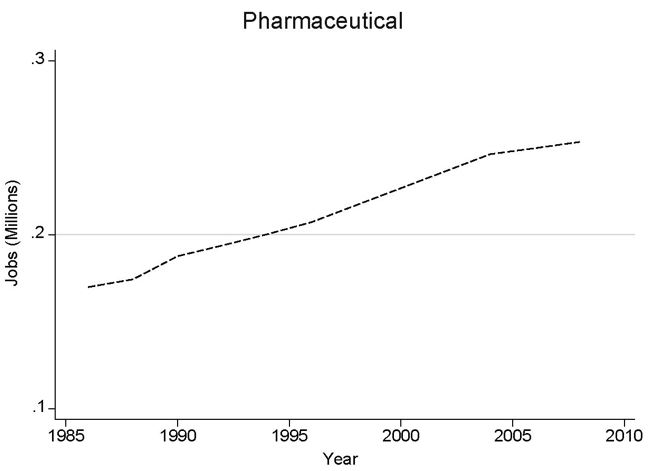 Pharmaceutical
.3
.2
.1
Jobs (Millions)
1985 1990 1995 2000 2005 2010
Year